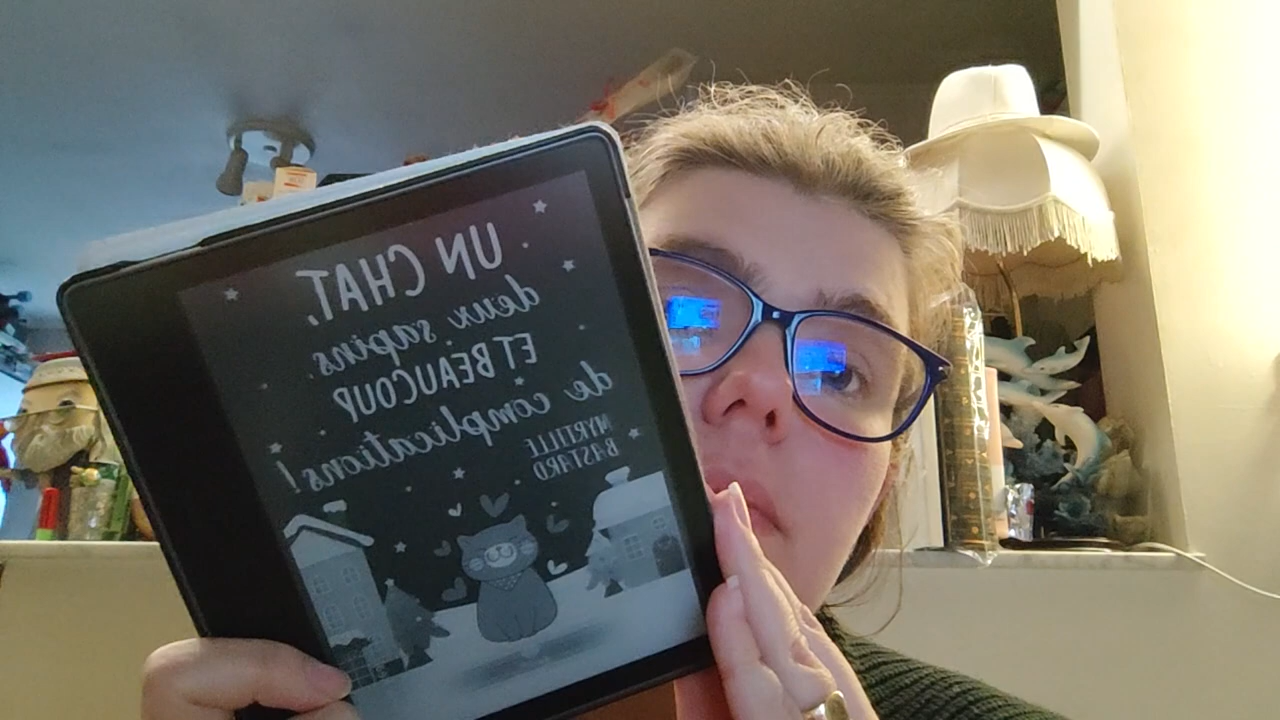 UN CHAT,
deux sapins
ET BEAUCOUP
de complications!
MYRTILLE
BASTARD